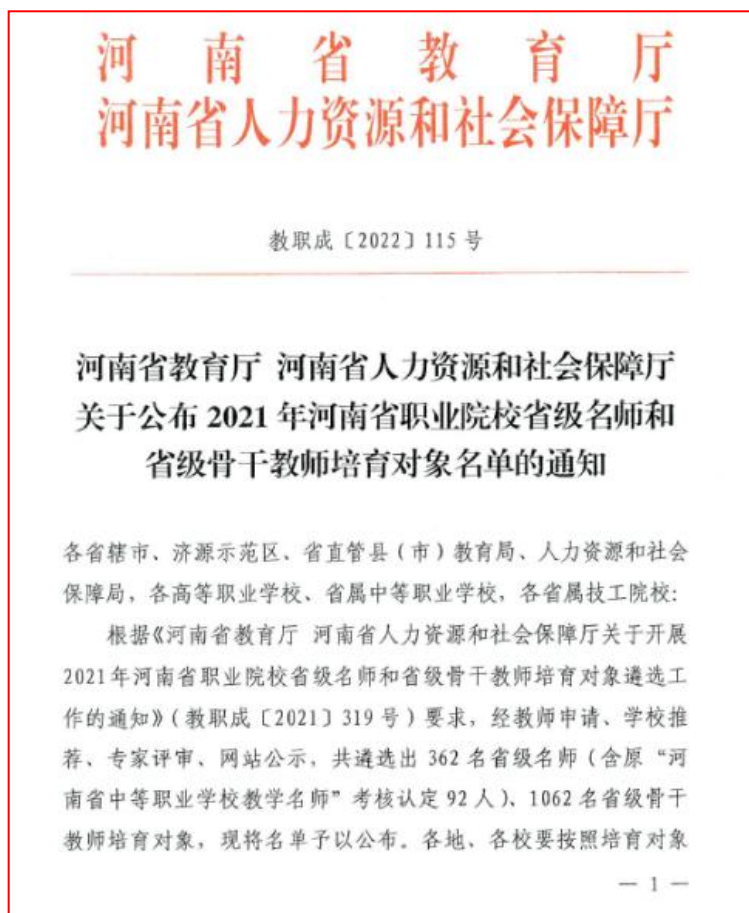 河南省教育厅
河南省人力资源和社会保障厅
教职成〔2022〕115号
河南省教育厅 河南省人力资源和社会保障厅
关于公布 2021 年河南省职业院校省级名师和
省级骨干教师培育对象名单的通知
各省辖市、济源示范区、省直管县（市）教育局、人力资源和社会
保障局，各高等职业学校、省属中等职业学校，各省属技工院校：
根据《河南省教育厅 河南省人力资源和社会保障厅关于开展
2021年河南省职业院校省级名师和省级骨干教师培育对象遴选工
作的通知》（教职成〔2021〕319号）要求，经教师申请、学校推
荐、专家评审、网站公示，共遴选出 362 名省级名师（含原“河
南省中等职业学校教学名师”考核认定 92 人）、1062 名省级骨干
教师培育对象，现将名单予以公布。各地、各校要按照培育对象
— 1 —